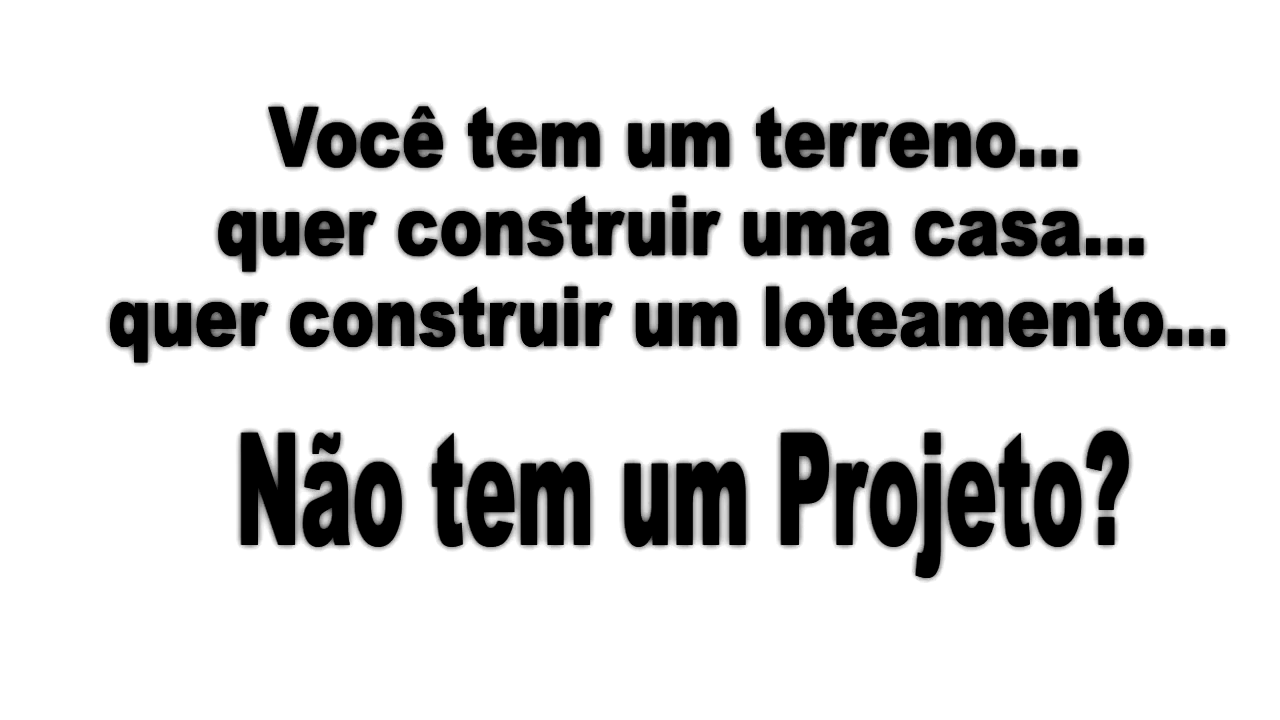 Você tem um terreno...
quer construir uma casa...
quer construir um loteamento...
Não tem um Projeto?